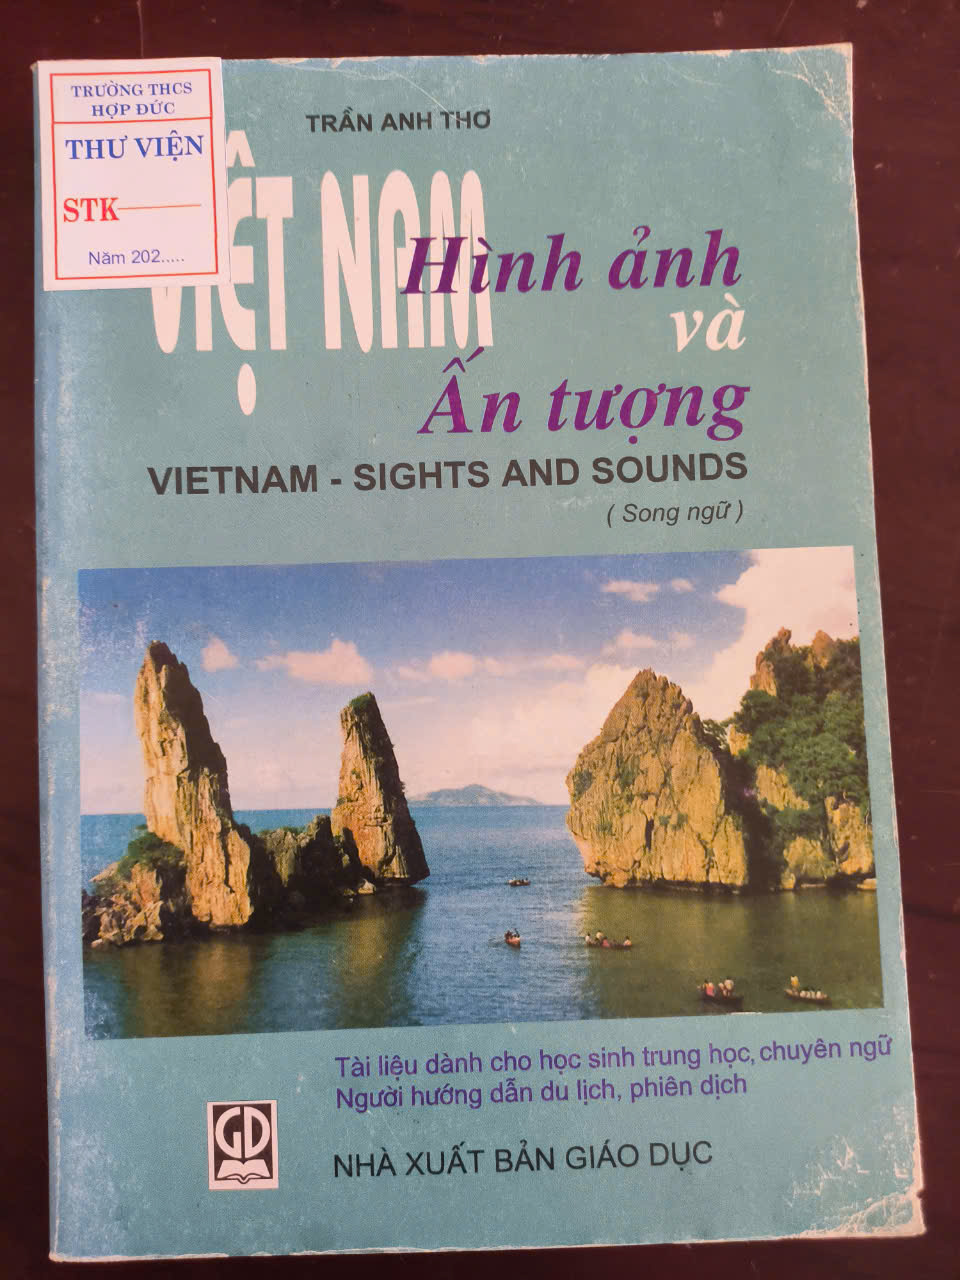 TRƯỜNG THCS
HỢP ĐỨC
THƯ VIỆN
STK
Năm 202.....
TRẦN ANH THƠ
VIỆT NAM
Hình ảnh
và
Ấn tượng
VIETNAM - SIGHTS AND SOUNDS
( Song ngữ )
Tài liệu dành cho học sinh trung học, chuyên ngữ
Người hướng dẫn du lịch, phiên dịch
GD
NHÀ XUẤT BẢN GIÁO DỤC